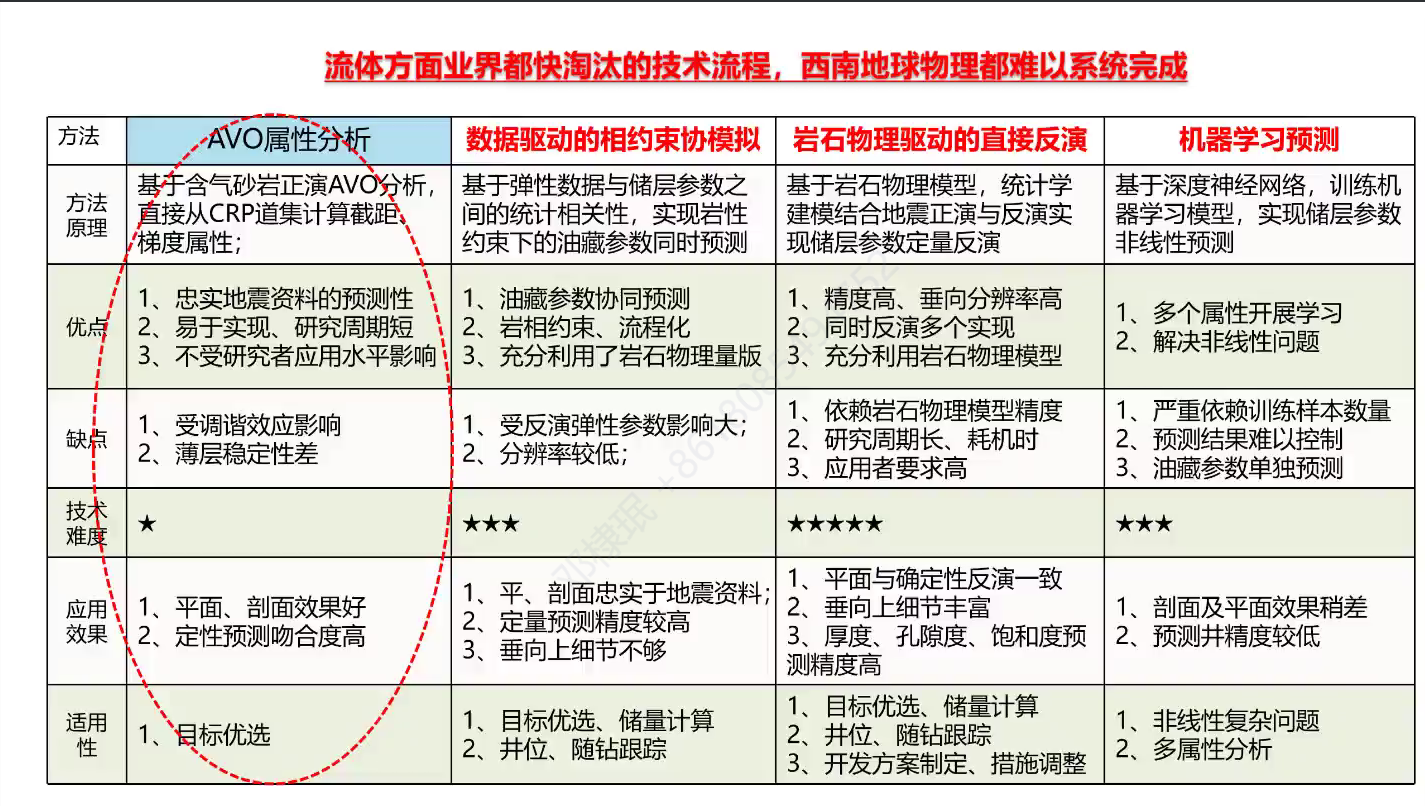 流体方面业界都快淘汰的技术流程，西南地球物理都难以系统完成
方法
AVO属性分析
数据驱动的相约束协模拟
岩石物理驱动的直接反演
机器学习预测
方法
原理
基于含气砂岩正演AVO分析，
直接从CRP道集计算截距、
梯度属性；
基于弹性数据与储层参数之
间的统计相关性，实现岩性
约束下的油藏参数同时预测
基于岩石物理模型，统计学
建模结合地震正演与反演实
现储层参数定量反演
基于深度神经网络，训练机
器学习模型，实现储层参数
非线性预测
优点
1、忠实地震资料的预测性
2、易于实现、研究周期短
3、不受研究者应用水平影响
1、油藏参数协同预测
2、岩相约束、流程化
3、充分利用了岩石物理量版
1、精度高、垂向分辨率高
2、同时反演多个实现
3、充分利用岩石物理模型
1、多个属性开展学习
2、解决非线性问题
缺点
1、受调谐效应影响
2、薄层稳定性差
1、受反演弹性参数影响大；
2、分辨率较低；
1、依赖岩石物理模型精度
2、研究周期长、耗机时
3、应用者要求高
1、严重依赖训练样本数量
2、预测结果难以控制
3、油藏参数单独预测
技术
难度
★
★★★
★★★★★
★★★
应用
效果
1、平面、剖面效果好
2、定性预测吻合度高
1、平、剖面忠实于地震资料；
2、定量预测精度较高
3、垂向上细节不够
1、平面与确定性反演一致
2、垂向上细节丰富
3、厚度、孔隙度、饱和度预
测精度高
1、剖面及平面效果稍差
2、预测井精度较低
适用
性
1、目标优选
1、目标优选、储量计算
2、井位、随钻跟踪
1、目标优选、储量计算
2、井位、随钻跟踪
3、开发方案制定、措施调整
1、非线性复杂问题
2、多属性分析